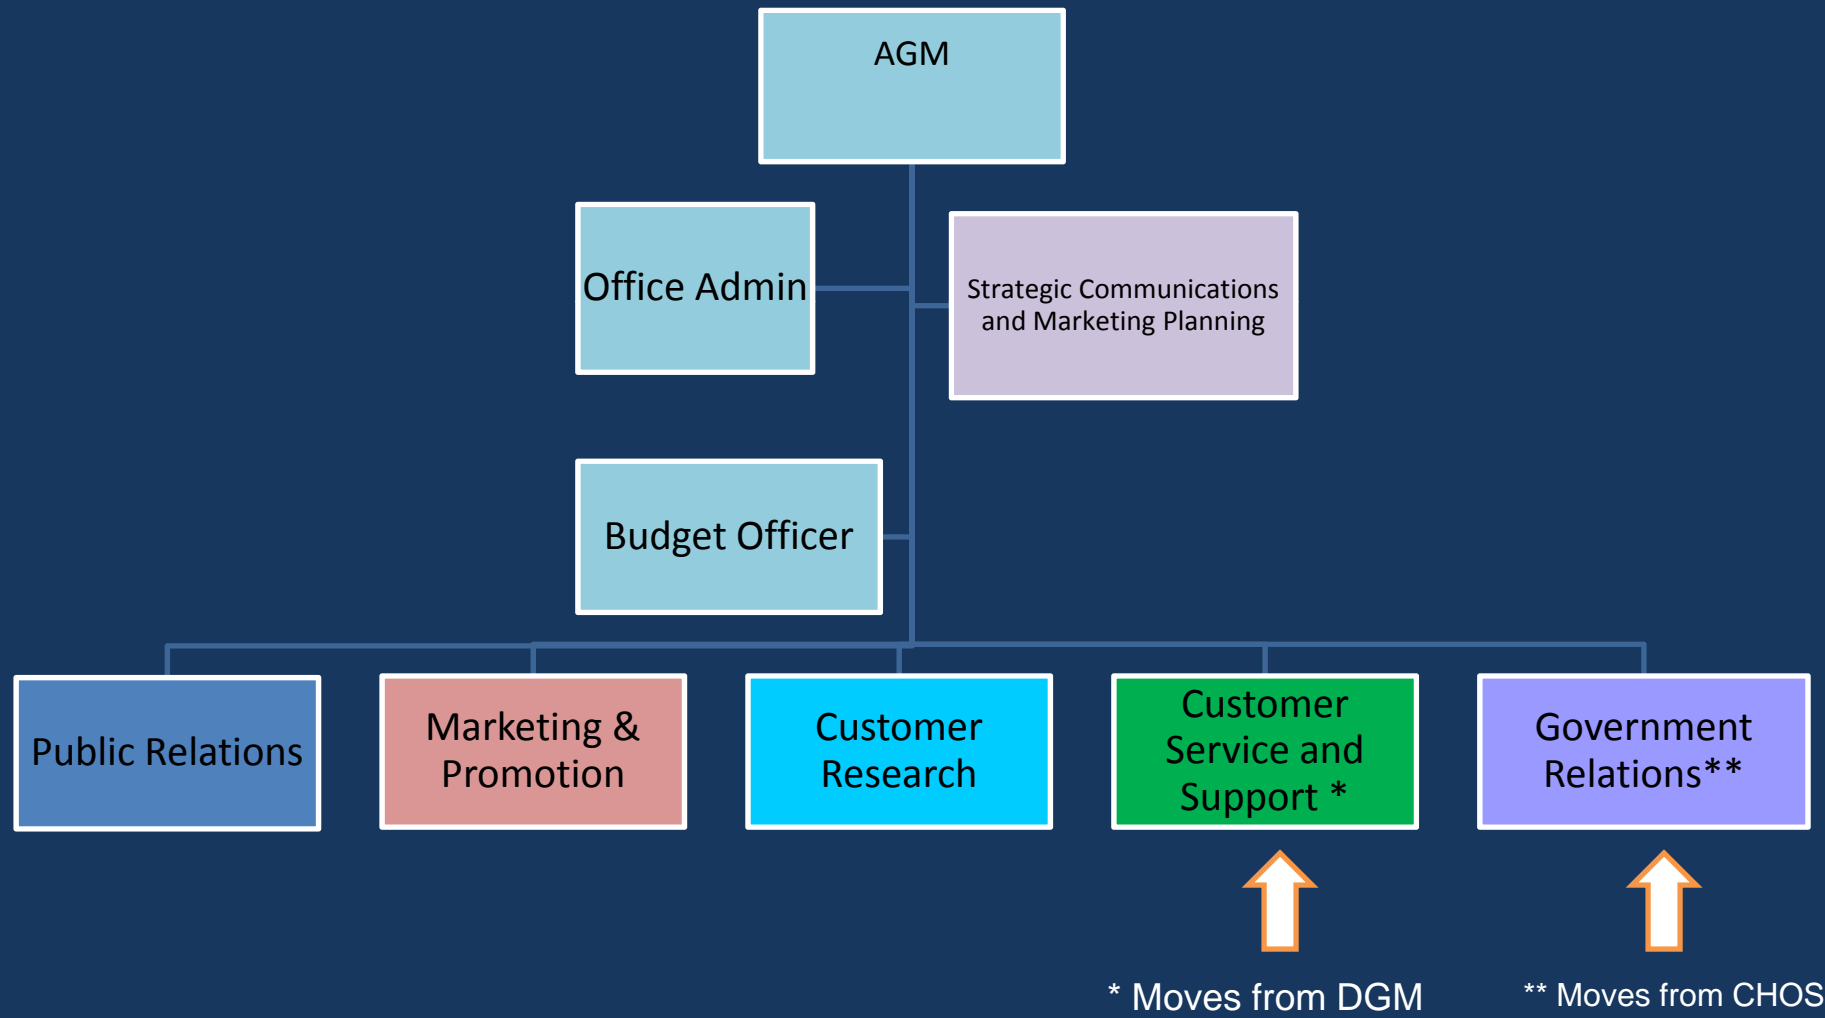 AGM
Office Admin
Strategic Communications
and Marketing Planning
Budget Officer
Public Relations
Marketing &
Promotion
Customer
Research
Customer
Service and
Support *
Government
Relations**
* Moves from DGM
** Moves from CHOS